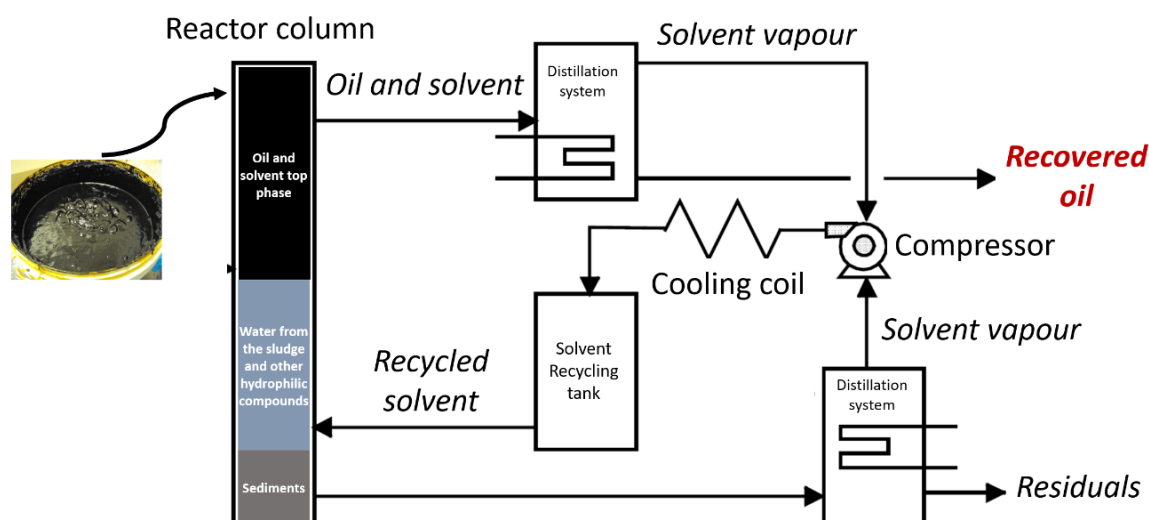 Reactor column
Solvent vapour
Oil and solvent
Distillation
system
Oil and
solvent top
phase
Recovered
oil
Compressor
Cooling coil
Solvent vapour
Water from
the sludge
and other
hydrophilic
compounds
Recycled
solvent
Solvent
Recycling
tank
Distillation
system
Sediments
Residuals